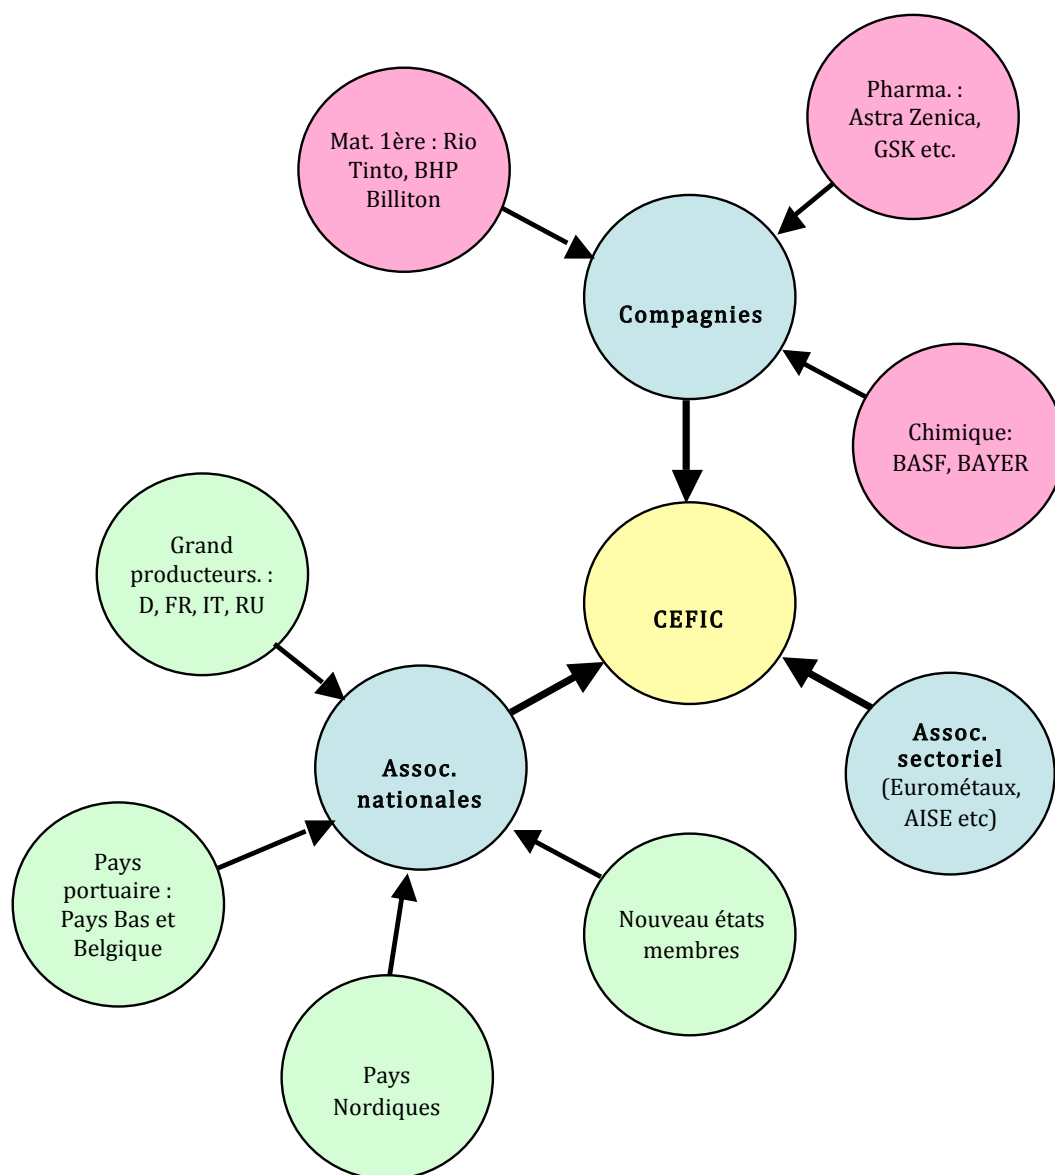 Pharma. :
Astra Zenica,
GSK etc.
Mat. 1ère : Rio
Tinto, BHP
Billiton
Compagnies
Chimique:
BASF, BAYER
Grand
producteurs. :
D, FR, IT, RU
CEFIC
Assoc.
sectoriel
(Eurométaux,
AISE etc)
Assoc.
nationales
Pays
portuaire :
Pays Bas et
Belgique
Nouveau états
membres
Pays
Nordiques